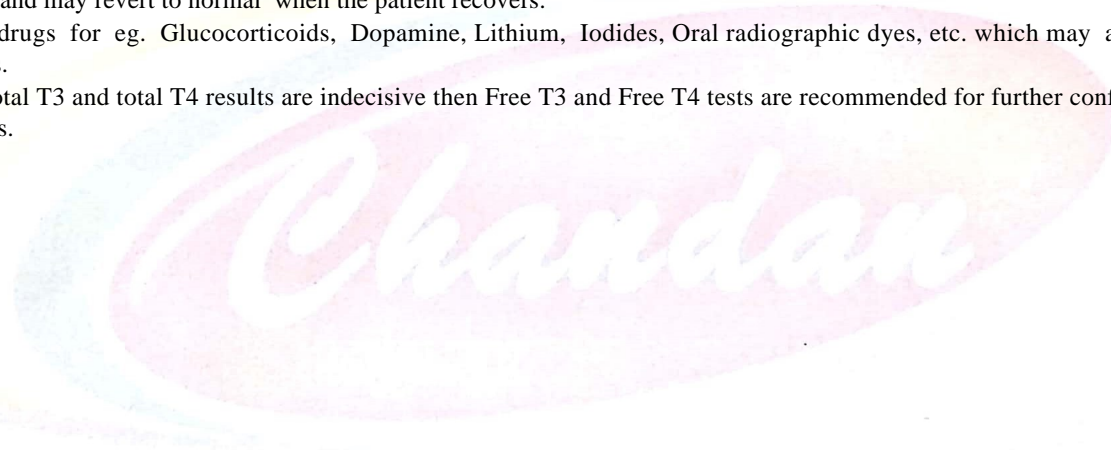 and may revert to normal when the patient recovers.
drugs for eg. Glucocorticoids, Dopamine, Lithium, Iodides, Oral radiographic dyes, etc. which may a
s.
otal T3 and total T4 results are indecisive then Free T3 and Free T4 tests are recommended for further conf
s.
Chandan